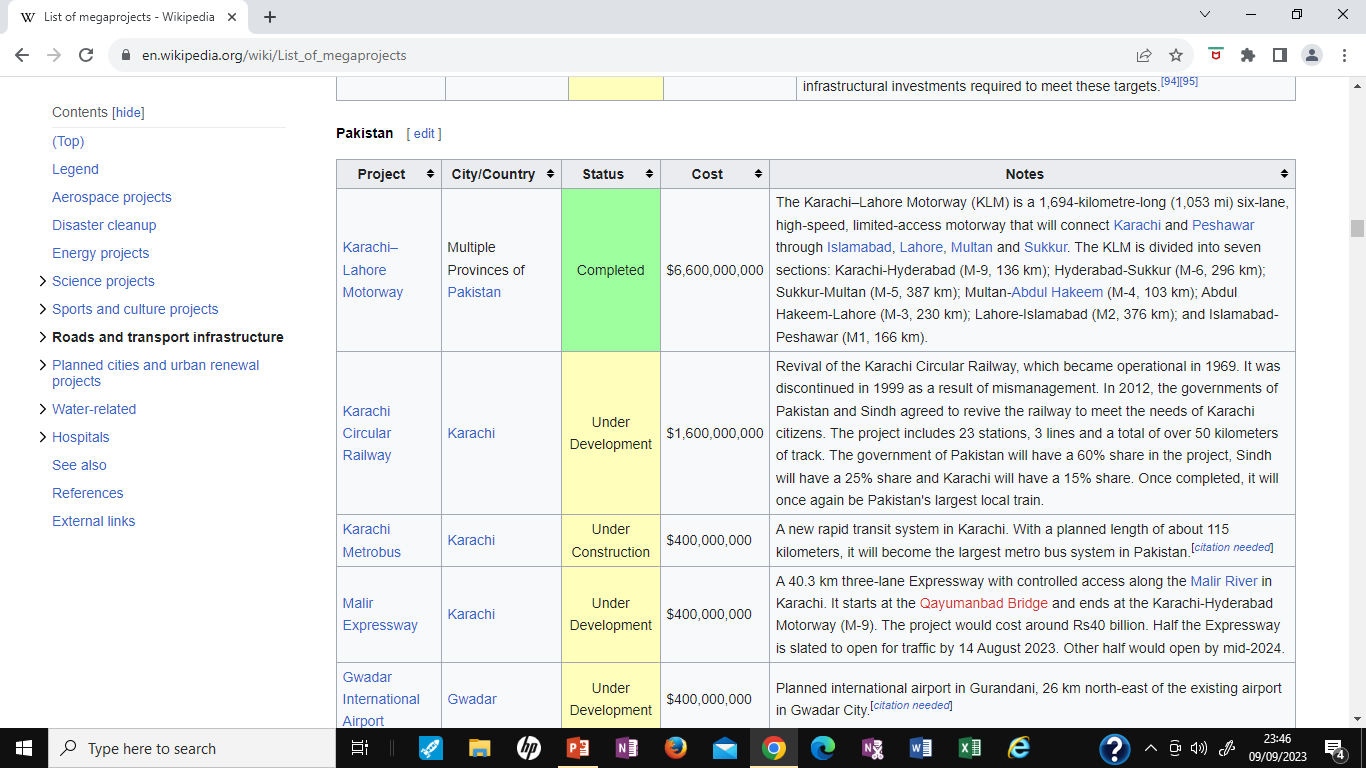 List of megaprojects - Wikipedia
en.wikipedia.org/wiki/List_of_megaprojects
Contents [hide]
(Top)
Legend
Aerospace projects
Disaster cleanup
Energy projects
Science projects
Sports and culture projects
Roads and transport infrastructure
Planned cities and urban renewal
projects
Water-related
Hospitals
See also
References
External links
infrastructural investments required to meet these targets.[94][95]
Pakistan [ edit ]
Project City/Country Status Cost Notes
Karachi–
Lahore
Motorway
Multiple
Provinces of
Pakistan
Completed
$6,600,000,000
The Karachi–Lahore Motorway (KLM) is a 1,694-kilometre-long (1,053 mi) six-lane,
high-speed, limited-access motorway that will connect Karachi and Peshawar
through Islamabad, Lahore, Multan and Sukkur. The KLM is divided into seven
sections: Karachi-Hyderabad (M-9, 136 km); Hyderabad-Sukkur (M-6, 296 km);
Sukkur-Multan (M-5, 387 km); Multan-Abdul Hakeem (M-4, 103 km); Abdul
Hakeem-Lahore (M-3, 230 km); Lahore-Islamabad (M2, 376 km); and Islamabad-
Peshawar (M1, 166 km).
Karachi
Circular
Railway
Karachi
Under
Development
$1,600,000,000
Revival of the Karachi Circular Railway, which became operational in 1969. It was
discontinued in 1999 as a result of mismanagement. In 2012, the governments of
Pakistan and Sindh agreed to revive the railway to meet the needs of Karachi
citizens. The project includes 23 stations, 3 lines and a total of over 50 kilometers
of track. The government of Pakistan will have a 60% share in the project, Sindh
will have a 25% share and Karachi will have a 15% share. Once completed, it will
once again be Pakistan's largest local train.
Karachi
Metrobus
Karachi
Under
Construction
$400,000,000
A new rapid transit system in Karachi. With a planned length of about 115
kilometers, it will become the largest metro bus system in Pakistan.[citation needed]
Malir
Expressway
Karachi
Under
Development
$400,000,000
A 40.3 km three-lane Expressway with controlled access along the Malir River in
Karachi. It starts at the Qayumanbad Bridge and ends at the Karachi-Hyderabad
Motorway (M-9). The project would cost around Rs40 billion. Half the Expressway
is slated to open for traffic by 14 August 2023. Other half would open by mid-2024.
Gwadar
International
Airport
Gwadar
Under
Development
$400,000,000
Planned international airport in Gurandani, 26 km north-east of the existing airport
in Gwadar City.[citation needed]
Type here to search
23:46
09/09/2023
4